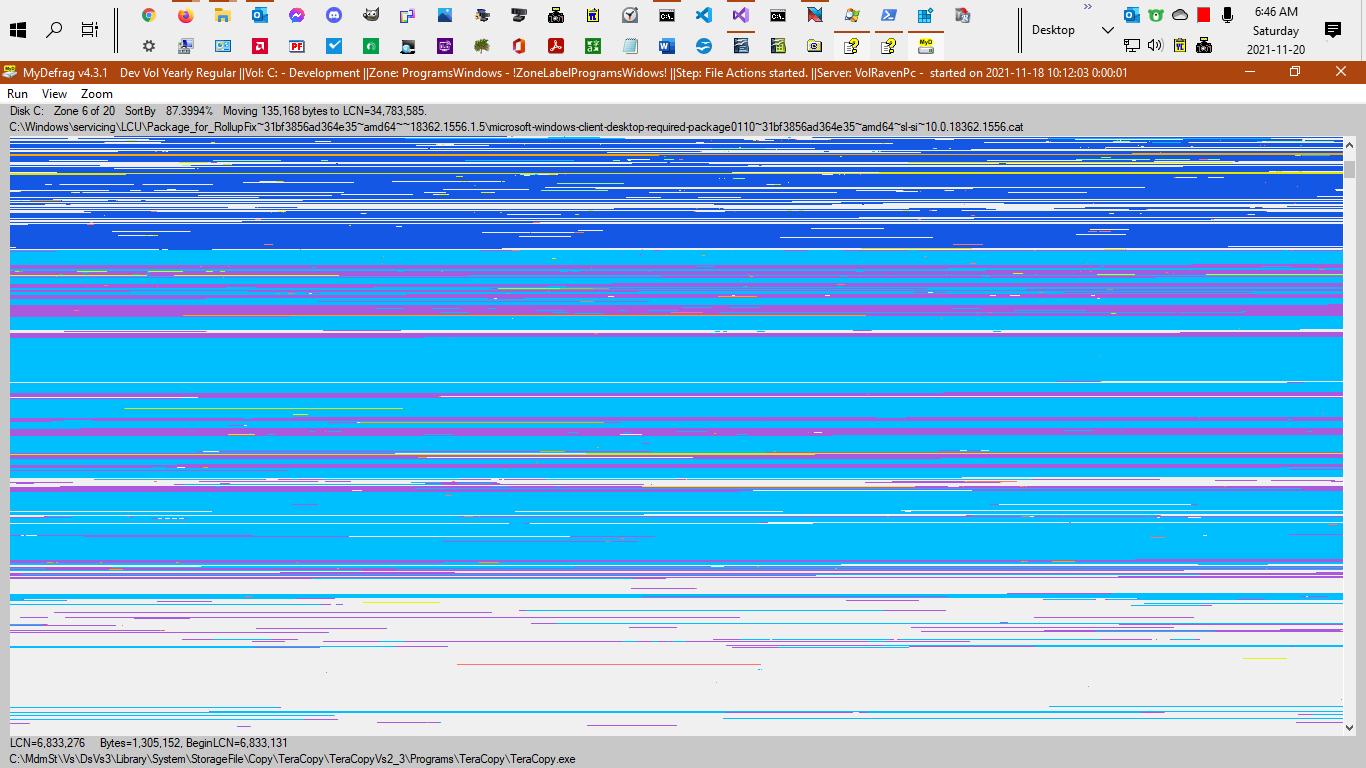 6:46 AM
Desktop
Saturday
2021-11-20
MyDefrag v4.3.1 Dev Vol Yearly Regular ||Vol: C: - Development ||Zone: ProgramsWindows - !ZoneLabelProgramsWindows! ||Step: File Actions started. ||Server: VolRavenPc - started on 2021-11-18 10:12:03 0:00:01
Run View Zoom
Disk C: Zone 6 of 20 SortBy 87.3994% Moving 135,168 bytes to LCN=34,783,585.
C:\Windows\servicing\LCU\Package_for_RollupFix~31bf3856ad364e35~amd64~~18362.1556.1.5\microsoft-windows-client-desktop-required-package0110~31bf3856ad364e35~amd64~sl-si~10.0.18362.1556.cat
LCN=6,833,276 Bytes=1,305,152, BeginLCN=6,833,131
C:\MdmSt\Vs\DsVs3\Library\System\StorageFile\Copy\TeraCopy\TeraCopyVs2_3\Programs\TeraCopy\TeraCopy.exe